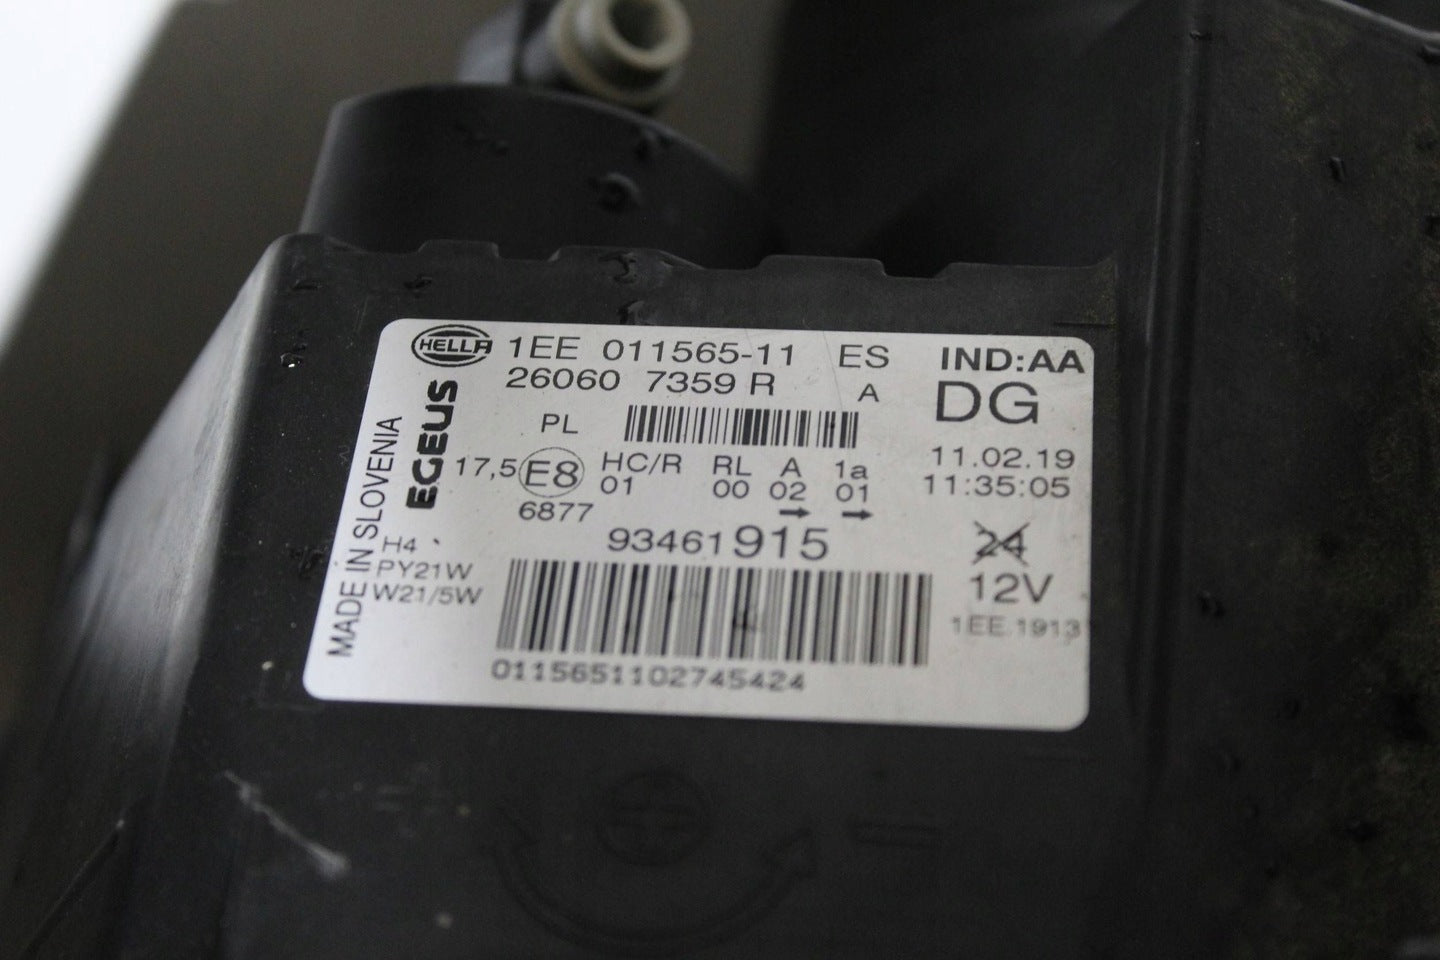 HELLA 1EE 011565-11 ES IND:AA
26060 7359 R A DG
PL
EGEUS
MADE IN SLOVENIA
17,5 E8 HC/R RL A 1a 11.02.19
01 00 02 01 11:35:05
6877 → →
93461915 24
H4
PY21W 12V
W21/5W
1EE.1913
0115651102745424